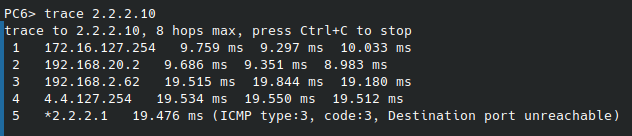 PC6> trace 2.2.2.10
trace to 2.2.2.10, 8 hops max, press Ctrl+C to stop
1 172.16.127.254 9.759 ms 9.297 ms 10.033 ms
2 192.168.20.2 9.686 ms 9.351 ms 8.983 ms
3 192.168.2.62 19.515 ms 19.844 ms 19.180 ms
4 4.4.127.254 19.534 ms 19.550 ms 19.512 ms
5 *2.2.2.1 19.476 ms (ICMP type:3, code:3, Destination port unreachable)